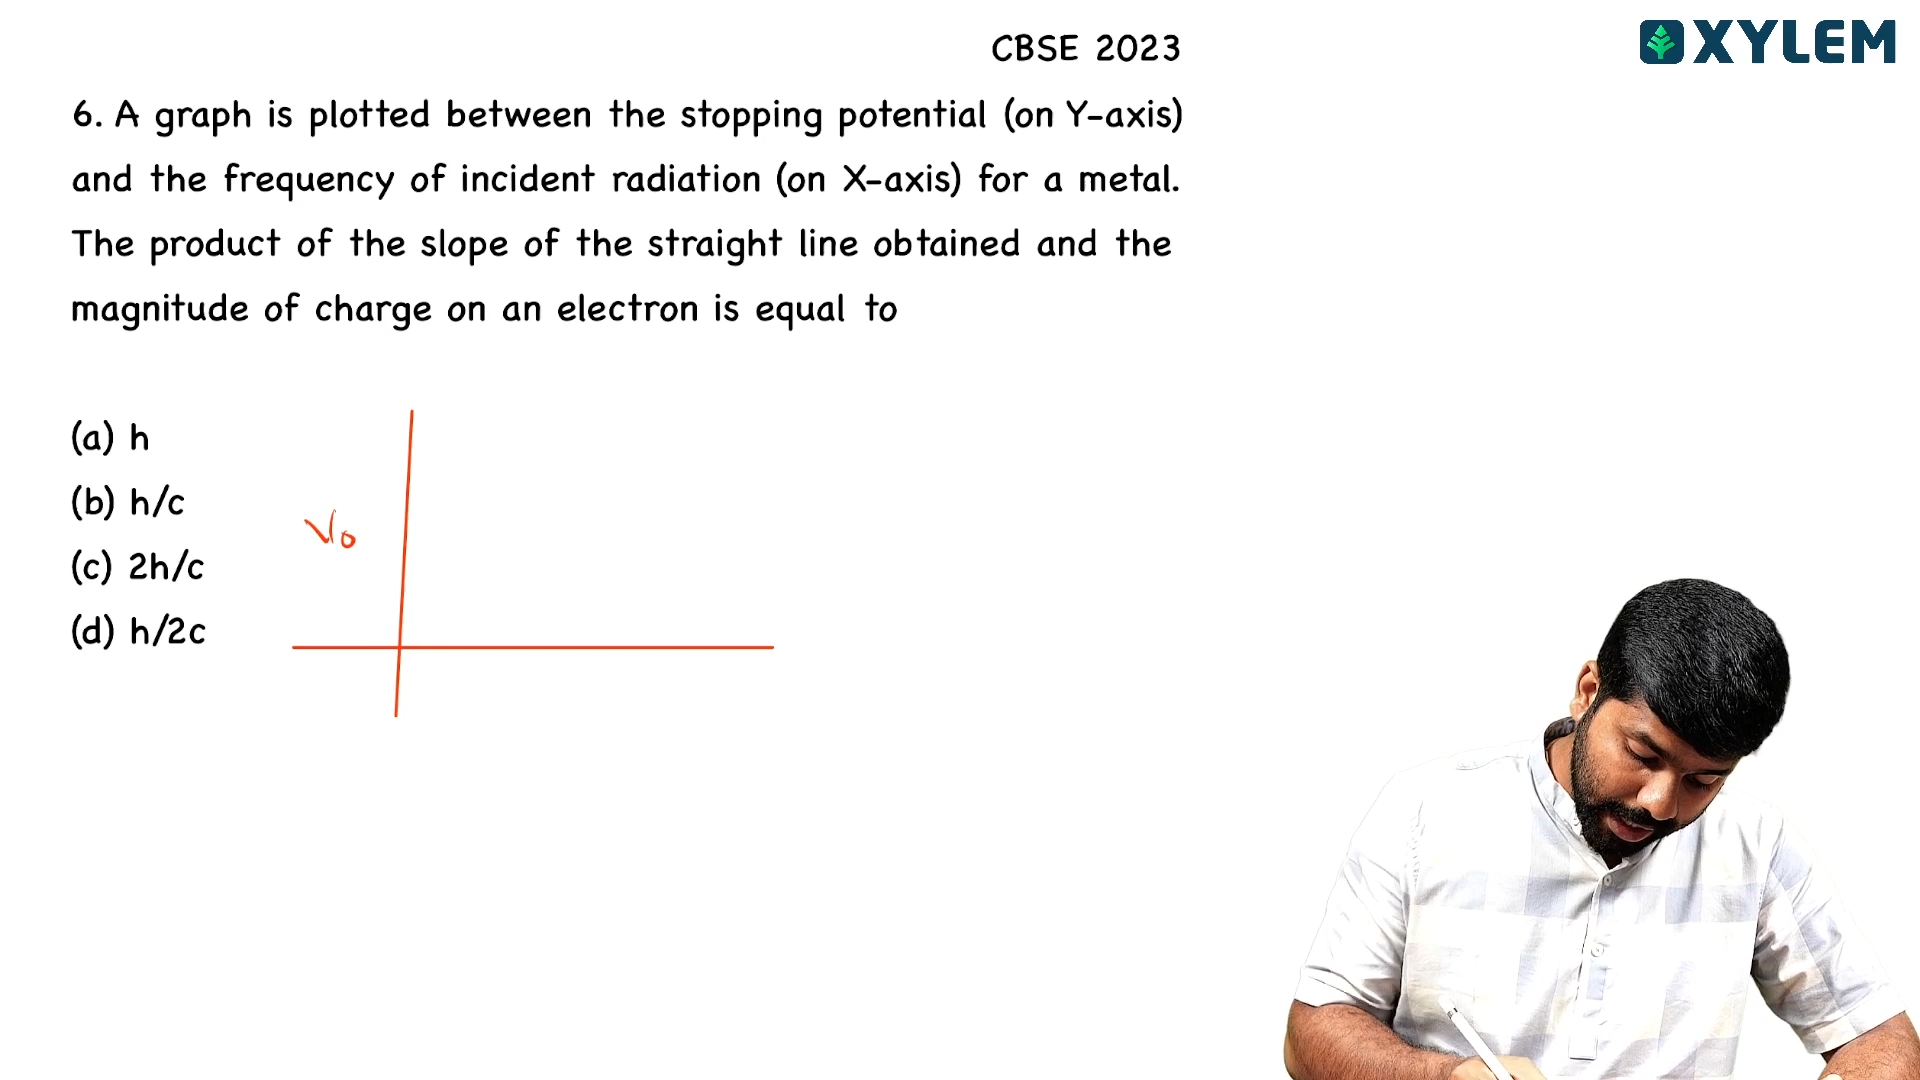 CBSE 2023
XYLEM
6. A graph is plotted between the stopping potential (on Y-axis)
and the frequency of incident radiation (on X-axis) for a metal.
The product of the slope of the straight line obtained and the
magnitude of charge on an electron is equal to
(a) h
(b) h/c
(c) 2h/c
(d) h/2c
V₀